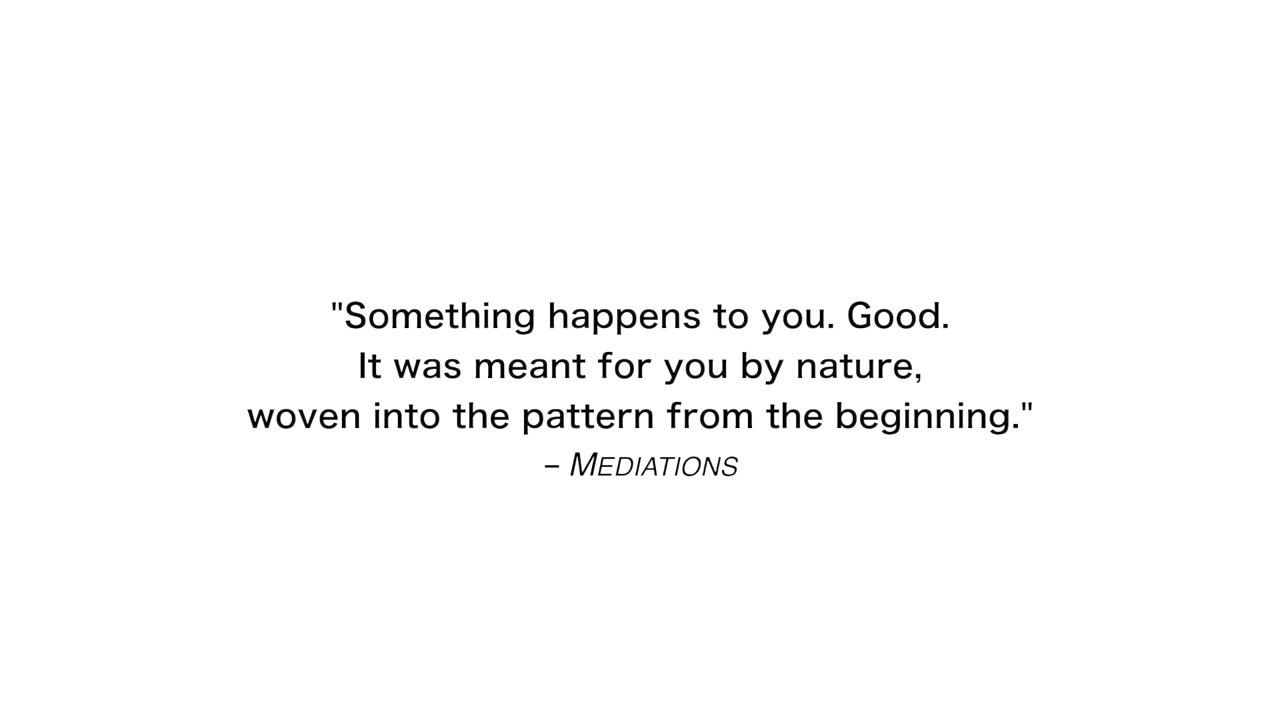 "Something happens to you. Good.
It was meant for you by nature,
woven into the pattern from the beginning."
– MEDIATIONS